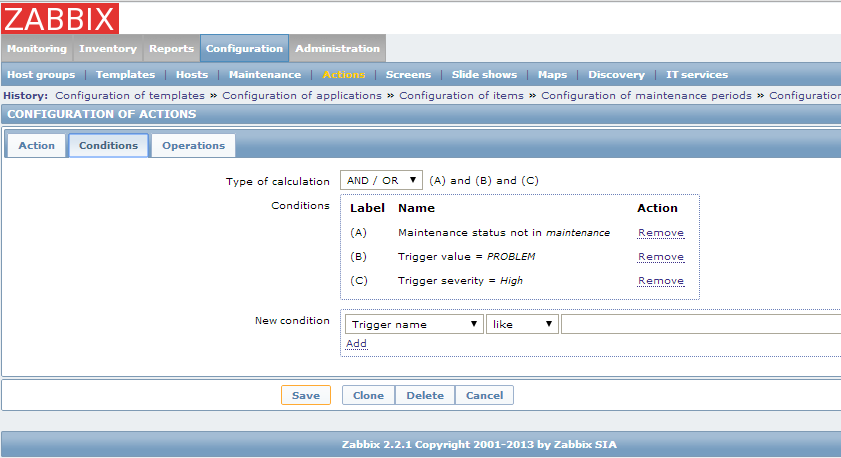 ZABBIX
Monitoring Inventory Reports Configuration Administration
Host groups | Templates | Hosts | Maintenance | Actions | Screens | Slide shows | Maps | Discovery | IT services
History: Configuration of templates » Configuration of applications » Configuration of items » Configuration of maintenance periods » Configuration
CONFIGURATION OF ACTIONS
Action Conditions Operations
Type of calculation AND / OR (A) and (B) and (C)
Conditions Label Name Action
(A) Maintenance status not in maintenance Remove
(B) Trigger value = PROBLEM Remove
(C) Trigger severity = High Remove
New condition Trigger name like
Add
Save Clone Delete Cancel
Zabbix 2.2.1 Copyright 2001-2013 by Zabbix SIA